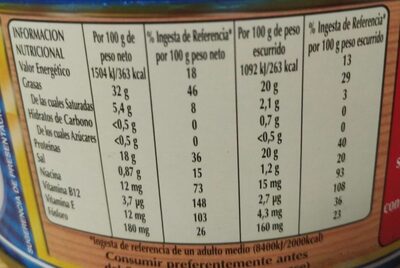 INFORMACION
NUTRICIONAL
Por 100 g de peso neto
% Ingesta de Referencia* por 100 g peso neto
Por 100 g de peso escurrido
% Ingesta de Referencia* por 100 g peso escurrido
Valor Energético 1504 kJ/363 kcal 18 1092 kJ/263 kcal 13
Grasas 32 g 46 20 g 29
De las cuales Saturadas 5,4 g 8 2,1 g 3
Hidratos de Carbono <0,5 g 0 0,7 g 0
De los cuales Azúcares <0,5 g 0 <0,5 g 0
Proteínas 18 g 36 20 g 40
Sal 0,87 g 15 1,2 g 20
Niacina 12 mg 73 15 mg 93
Vitamina B12 3,7 µg 148 2,7 µg 108
Vitamina E 12 mg 103 4,3 mg 36
Fósforo 180 mg 26 160 mg 23
*Ingesta de referencia de un adulto medio (8400kJ/2000kcal)
Consumir preferentemente antes
SUGERENCIA DE PRESENTAC